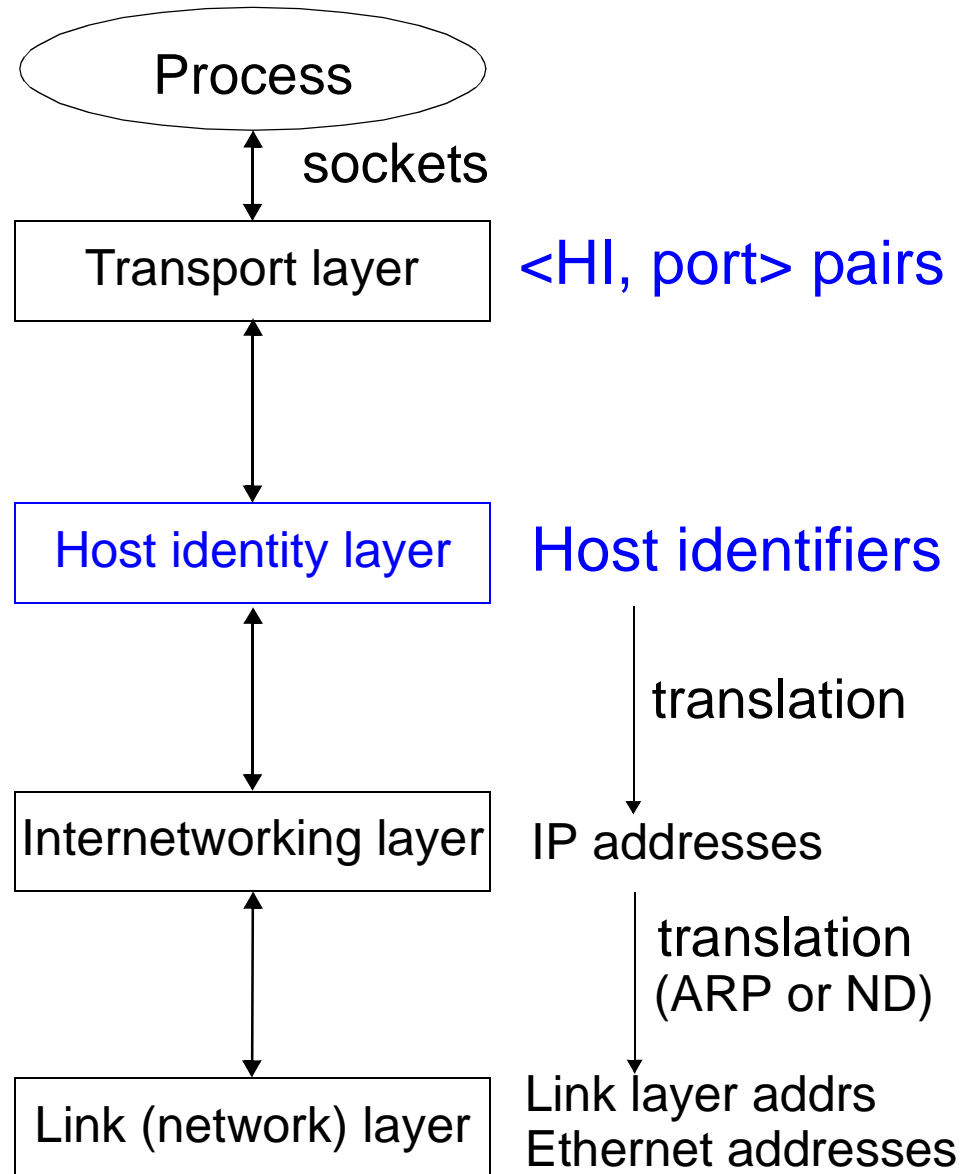 Process
sockets
Transport layer
<HI, port> pairs
Host identity layer
Host identifiers
translation
Internetworking layer
IP addresses
translation
(ARP or ND)
Link (network) layer
Link layer addrs
Ethernet addresses